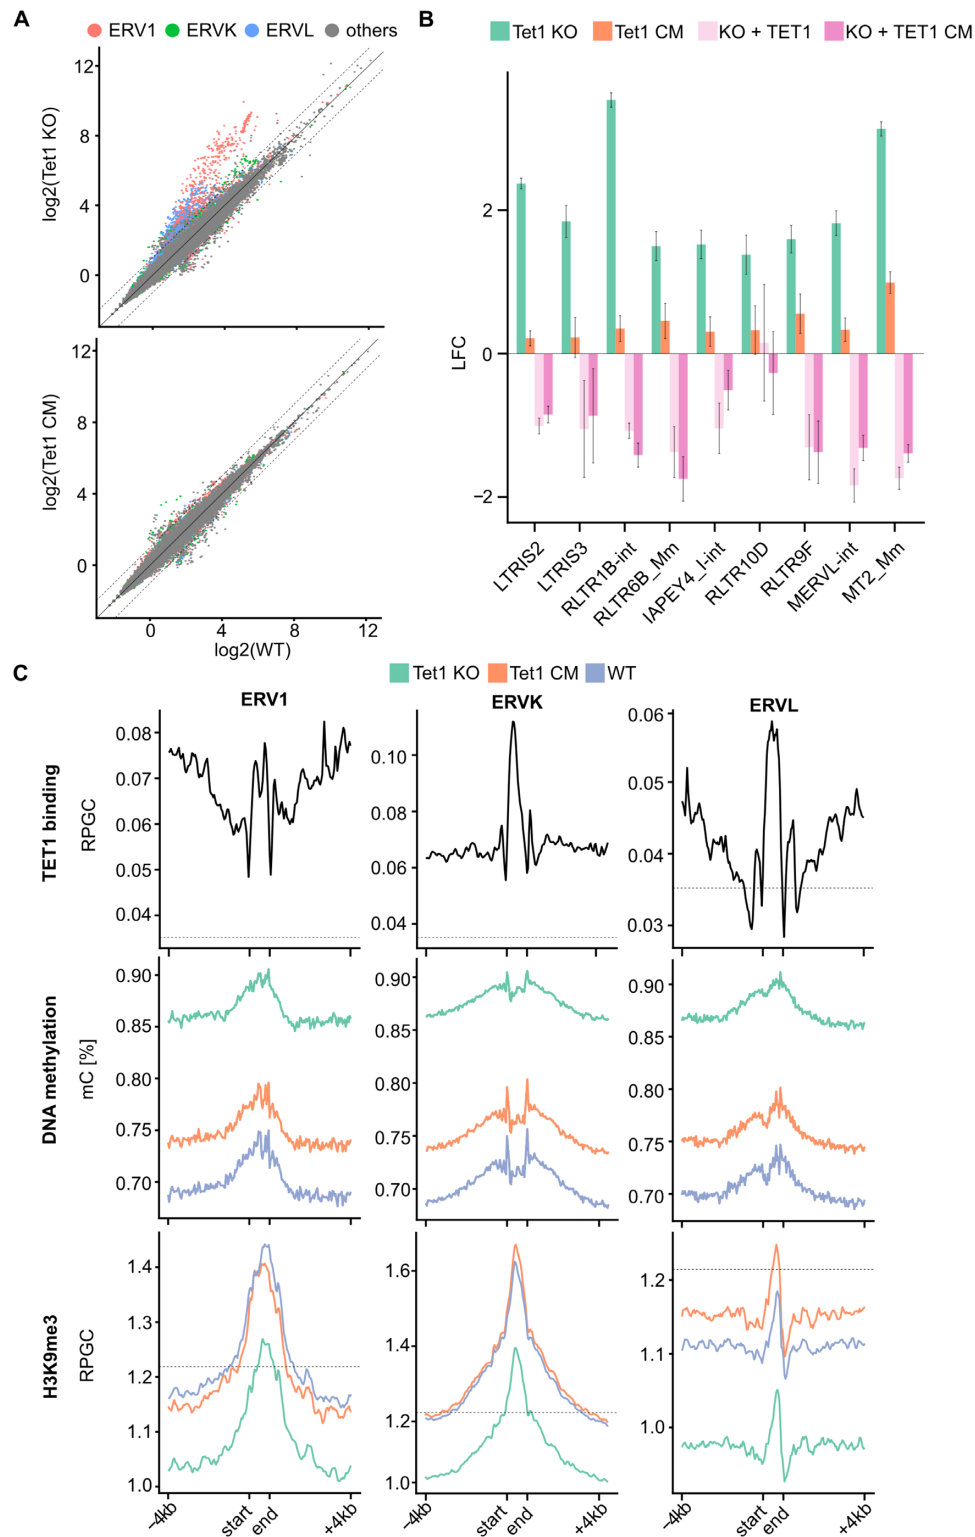 A
ERV1 ERVK ERVL others
12
8
4
0
log2(Tet1 KO)
12
8
4
0
log2(Tet1 CM)
0 4 8 12
log2(WT)
B
Tet1 KO Tet1 CM KO + TET1 KO + TET1 CM
2
0
−2
LFC
LTRIS2
LTRIS3
RLTR1B-int
RLTR6B_Mm
IAPEY4_I-int
RLTR10D
RLTR9F
MERVL-int
MT2_Mm
C
Tet1 KO Tet1 CM WT
ERV1 ERVK ERVL
TET1 binding
RPGC
0.08
0.07
0.06
0.05
0.04
0.10
0.08
0.06
0.04
0.06
0.05
0.04
0.03
DNA methylation
mC [%]
0.90
0.85
0.80
0.75
0.70
0.90
0.85
0.80
0.75
0.70
0.90
0.85
0.80
0.75
0.70
H3K9me3
RPGC
1.4
1.3
1.2
1.1
1.0
1.6
1.4
1.2
1.0
1.2
1.1
1.0
−4kb start end +4kb
−4kb start end +4kb
−4kb start end +4kb